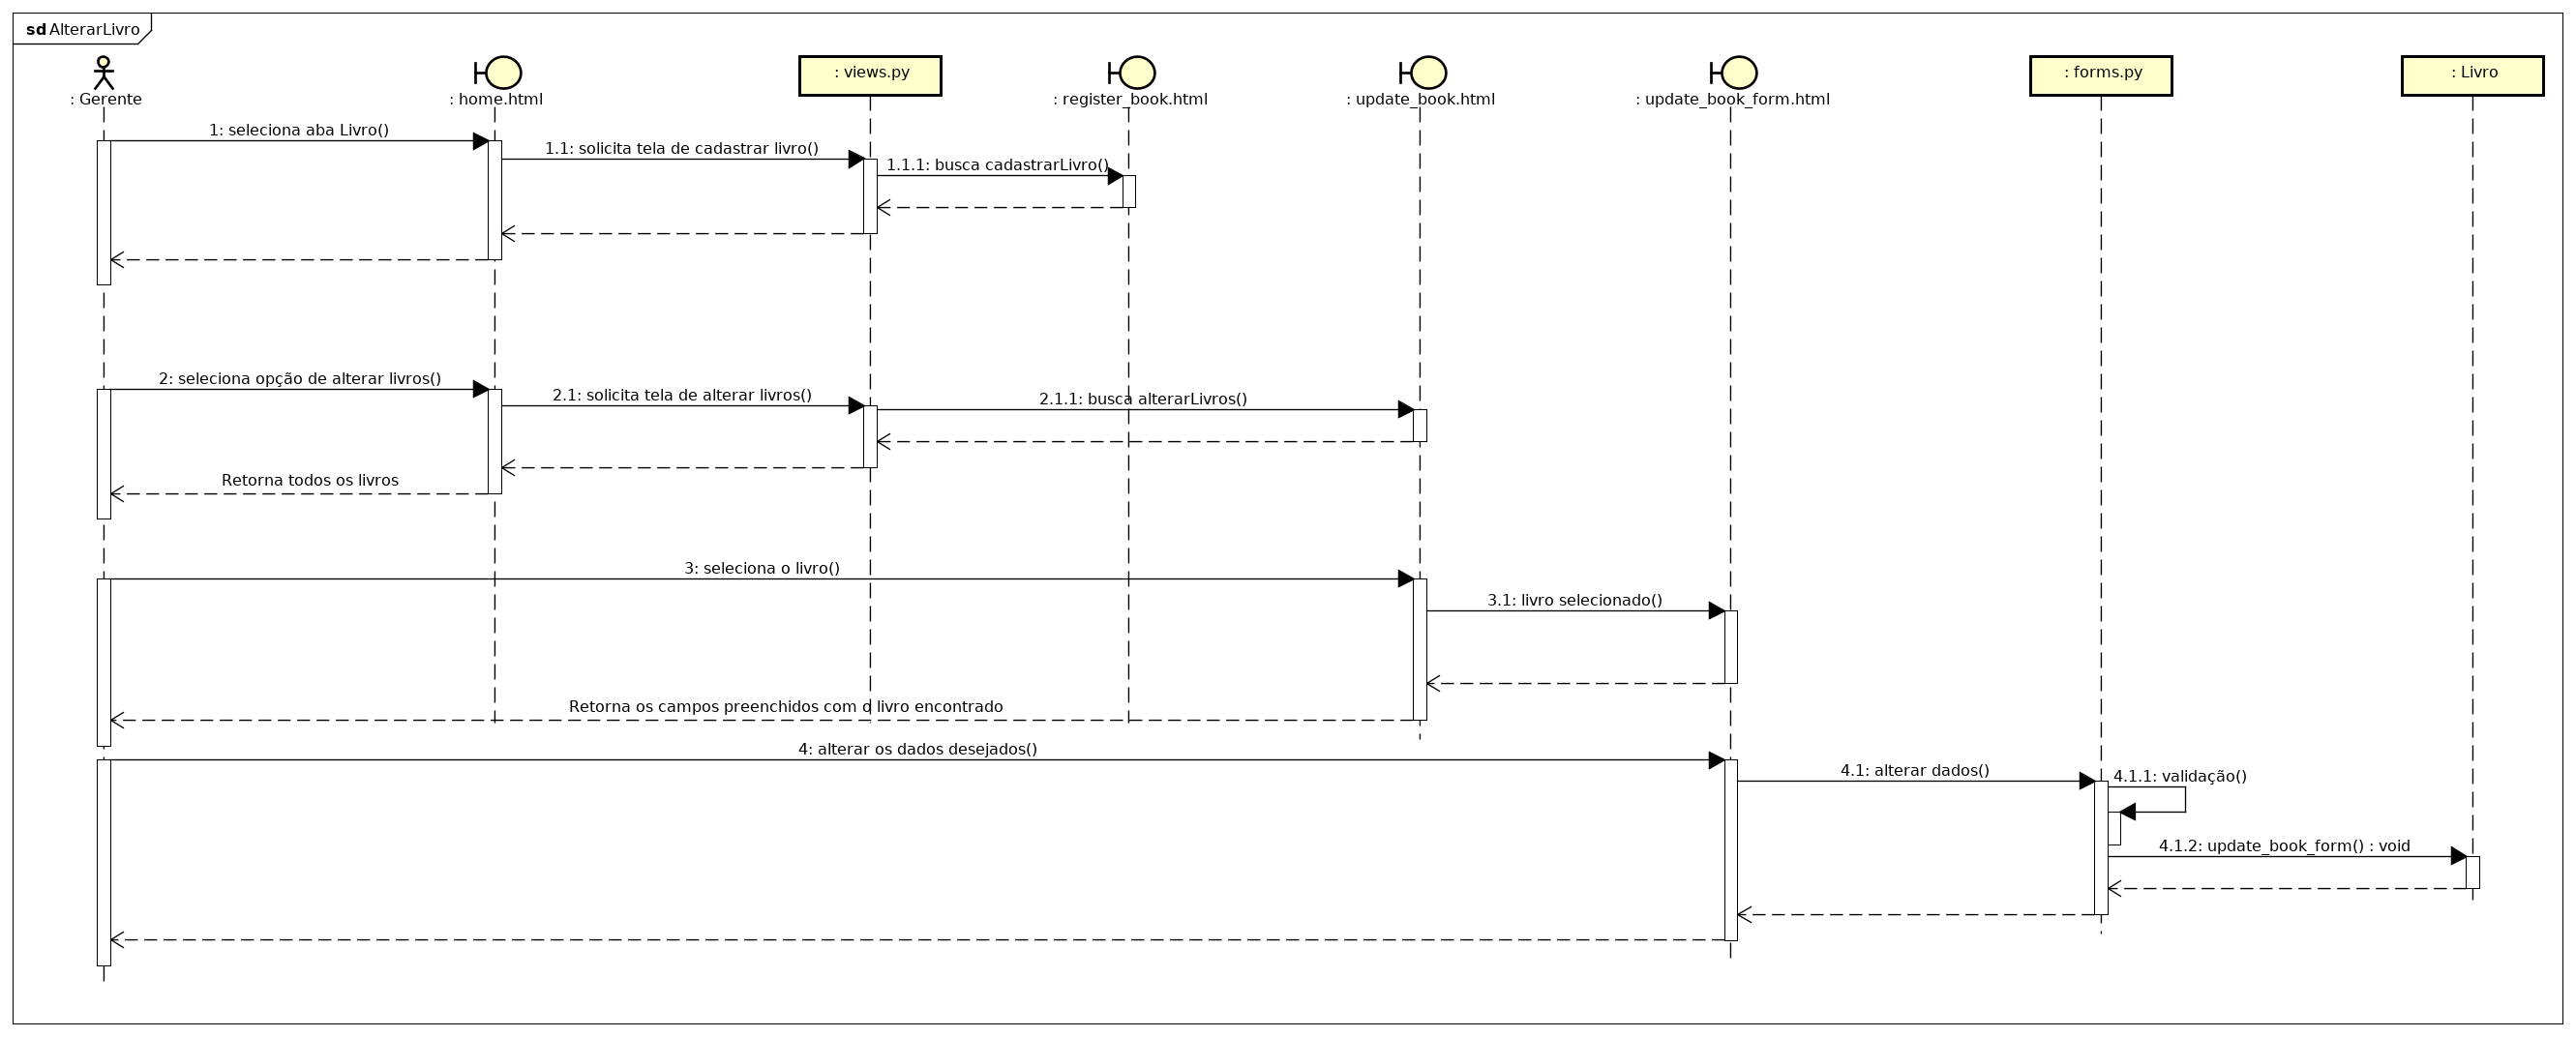 sd AlterarLivro
: Gerente
: home.html
: views.py
: register_book.html
: update_book.html
: update_book_form.html
: forms.py
: Livro
1: seleciona aba Livro()
1.1: solicita tela de cadastrar livro()
1.1.1: busca cadastrarLivro()
2: seleciona opção de alterar livros()
2.1: solicita tela de alterar livros()
2.1.1: busca alterarLivros()
Retorna todos os livros
3: seleciona o livro()
3.1: livro selecionado()
Retorna os campos preenchidos com o livro encontrado
4: alterar os dados desejados()
4.1: alterar dados()
4.1.1: validação()
4.1.2: update_book_form() : void